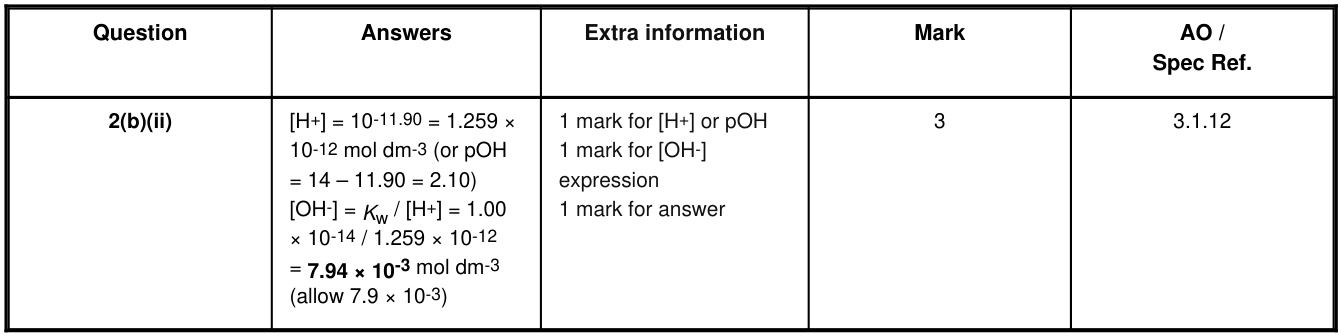 Question
Answers
Extra information
Mark
AO /
Spec Ref.
2(b)(ii)
[H+] = 10-11.90 = 1.259 ×
10-12 mol dm-3 (or pOH
= 14 – 11.90 = 2.10)
[OH-] = Kw / [H+] = 1.00
× 10-14 / 1.259 × 10-12
= 7.94 × 10-3 mol dm-3
(allow 7.9 × 10-3)
1 mark for [H+] or pOH
1 mark for [OH-]
expression
1 mark for answer
3
3.1.12